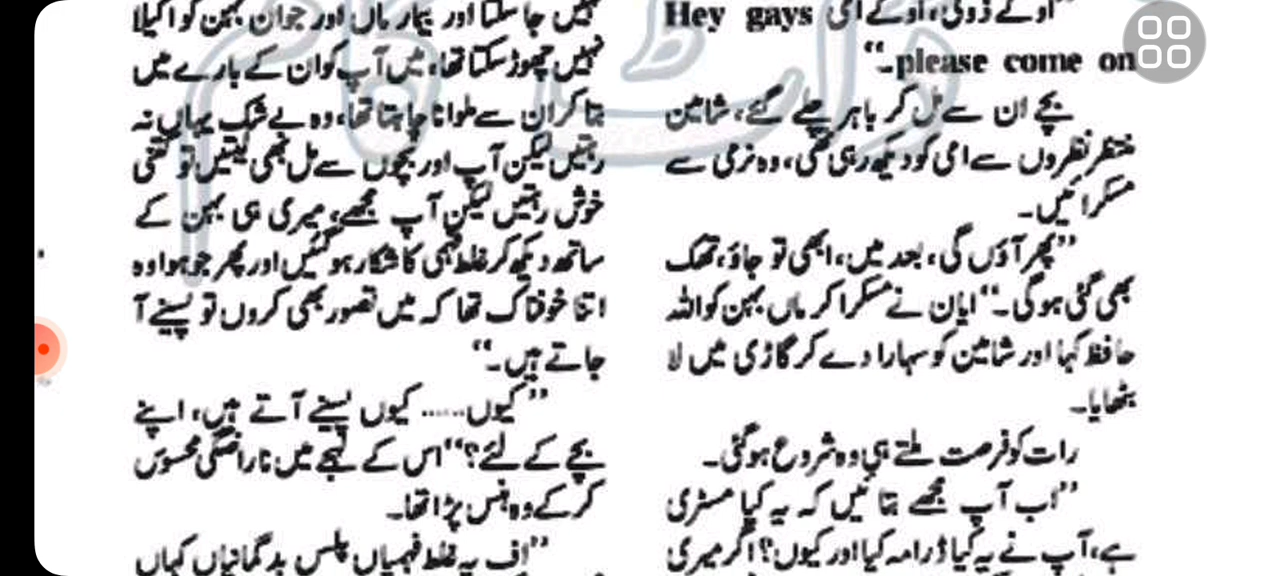 ”اوکے ڈوئی، اوکے امی Hey gays
please come on۔“
بچے ان سے مل کر باہر چلے گئے، شامین
منتظر نظروں سے امی کو دیکھ رہی تھی، وہ نرمی سے
مسکرائیں۔
”پھر آؤں گی، بعد میں، ابھی تو جاؤ، تھک
بھی گئی ہوگی۔“ ایان نے مسکرا کر ماں بہن کو اللہ
حافظ کہا اور شامین کو سہارا دے کر گاڑی میں لا
بٹھایا۔
رات کو فرصت ملتے ہی وہ شروع ہوگئی۔
”اب آپ مجھے بتائیں کہ یہ کیا مسٹری
ہے، آپ نے یہ کیا ڈرامہ کیا اور کیوں؟ اگر میری
نہیں جا سکتا اور بیمار ماں اور جوان بہن کو اکیلا
نہیں چھوڑ سکتا تھا، میں آپ کو ان کے بارے میں
بتا کر ان سے ملوانا چاہتا تھا، وہ بے شک یہاں نہ
رہتیں لیکن آپ اور بچوں سے مل بھی لیتیں تو کتنی
خوش رہتیں لیکن آپ مجھے، میری ہی بہن کے
ساتھ دیکھ کر غلط فہمی کا شکار ہوگئیں اور پھر جو ہوا وہ
اتنا خوفناک تھا کہ میں تصور بھی کروں تو پسینے آ
جاتے ہیں۔“
”کیوں...... کیوں پسینے آتے ہیں، اپنے
بچے کے لئے؟“ اس کے لہجے میں ناراضگی محسوس
کر کے وہ ہنس پڑا تھا۔
”اف یہ غلط فہمیاں پلس بدگمانیاں کہاں